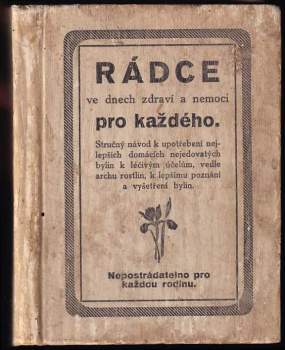 RÁDCE
ve dnech zdraví a nemoci
pro každého.
Stručný návod k upotřebení nej-
lepších domácích nejedovatých
bylin k léčivým účelům, vedle
archu rostlin, k lepšímu poznání
a vyšetření bylin.
Nepostrádatelno pro
každou rodinu.